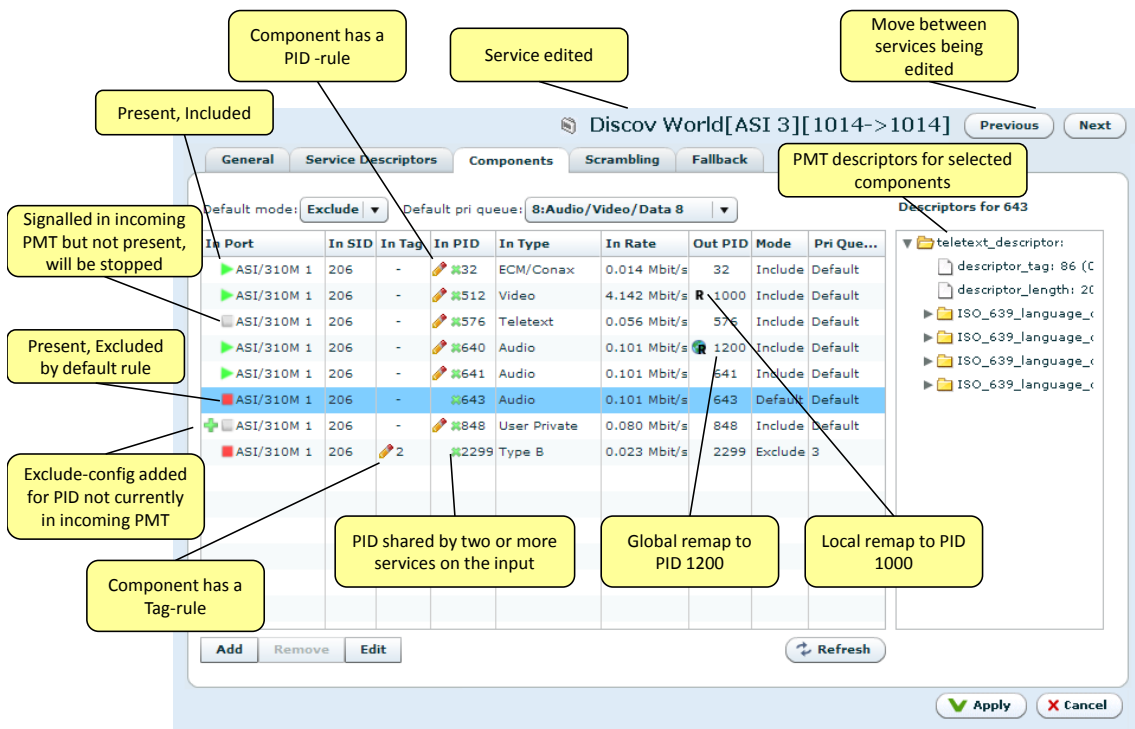 Component has a
PID -rule
Service edited
Move between
services being
edited
Present, Included
Discov World[ASI 3][1014->1014]
Previous
Next
General
Service Descriptors
Components
Scrambling
Fallback
PMT descriptors for selected
components
Signalled in incoming
PMT but not present,
will be stopped
Default mode: Exclude
Default pri queue: 8:Audio/Video/Data 8
Descriptors for 643
In Port In SID In Tag In PID In Type In Rate Out PID Mode Pri Que...
ASI/310M 1 206 - 32 ECM/Conax 0.014 Mbit/s 32 Include Default
ASI/310M 1 206 - 512 Video 4.142 Mbit/s R 1000 Include Default
ASI/310M 1 206 - 576 Teletext 0.056 Mbit/s 576 Include Default
ASI/310M 1 206 - 640 Audio 0.101 Mbit/s R 1200 Include Default
ASI/310M 1 206 - 641 Audio 0.101 Mbit/s 641 Include Default
ASI/310M 1 206 - 643 Audio 0.101 Mbit/s 643 Default Default
ASI/310M 1 206 - 848 User Private 0.080 Mbit/s 848 Include Default
ASI/310M 1 206 2 2299 Type B 0.023 Mbit/s 2299 Exclude 3
teletext_descriptor:
descriptor_tag: 86 (0
descriptor_length: 20
ISO_639_language_c
ISO_639_language_c
ISO_639_language_c
ISO_639_language_c
Present, Excluded
by default rule
Exclude-config added
for PID not currently
in incoming PMT
Component has a
Tag-rule
PID shared by two or more
services on the input
Global remap to
PID 1200
Local remap to PID
1000
Add
Remove
Edit
Refresh
Apply
Cancel